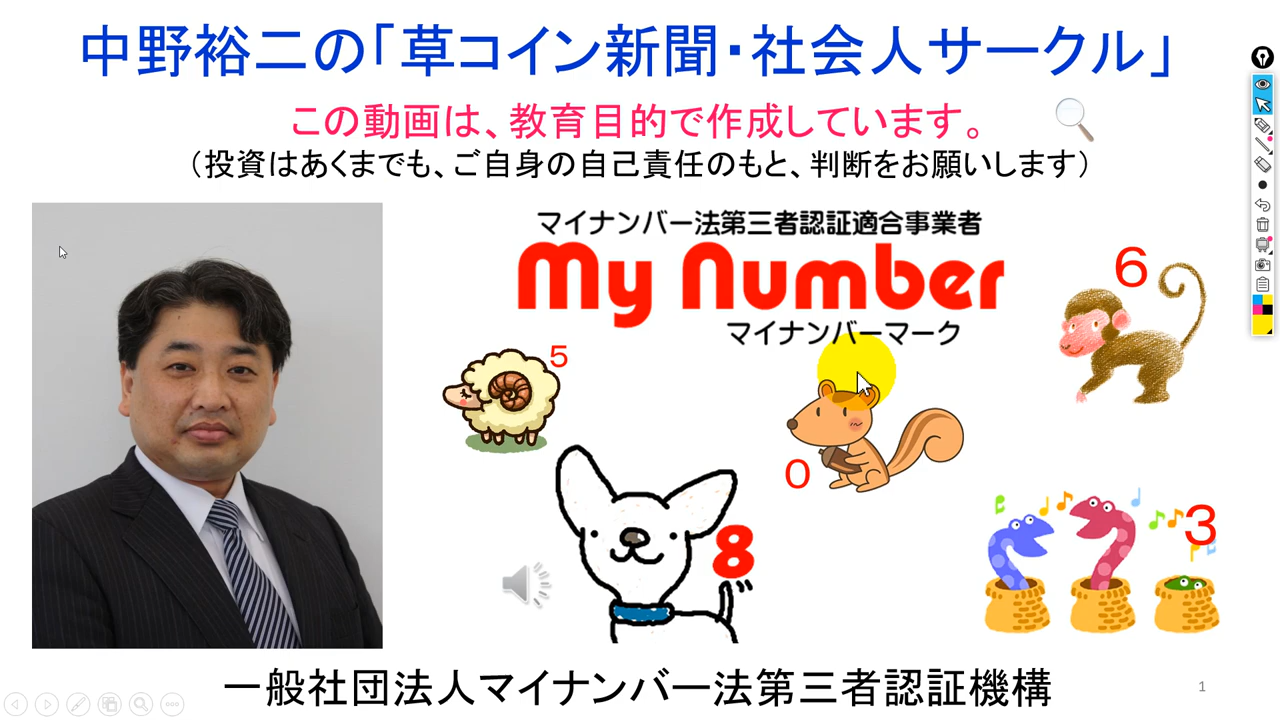 中野裕二の「草コイン新聞・社会人サークル」
この動画は、教育目的で作成しています。
（投資はあくまでも、ご自身の自己責任のもと、判断をお願いします）
マイナンバー法第三者認証適合事業者
My Number
マイナンバーマーク
6
5
0
8
3
一般社団法人マイナンバー法第三者認証機構
1